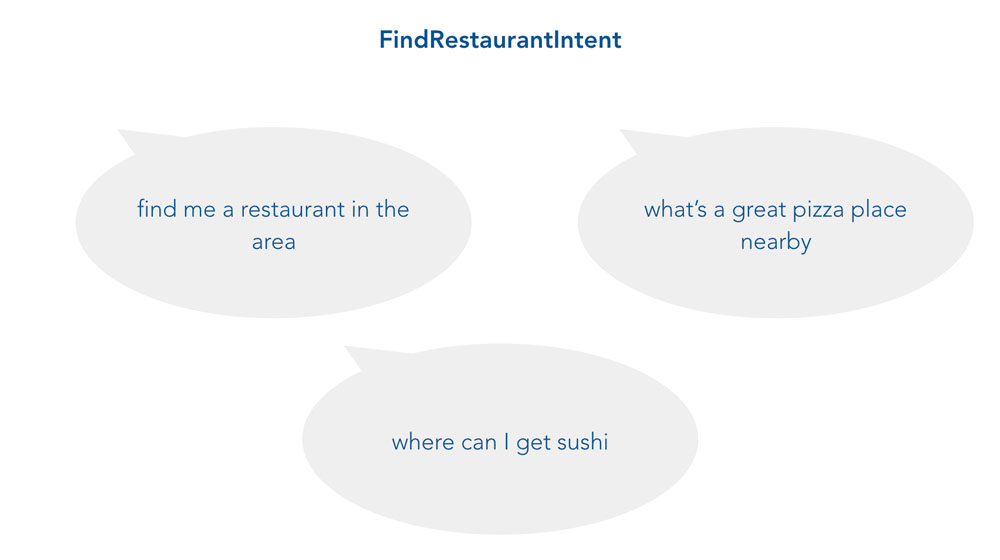 FindRestaurantIntent
find me a restaurant in the
area
what’s a great pizza place
nearby
where can I get sushi